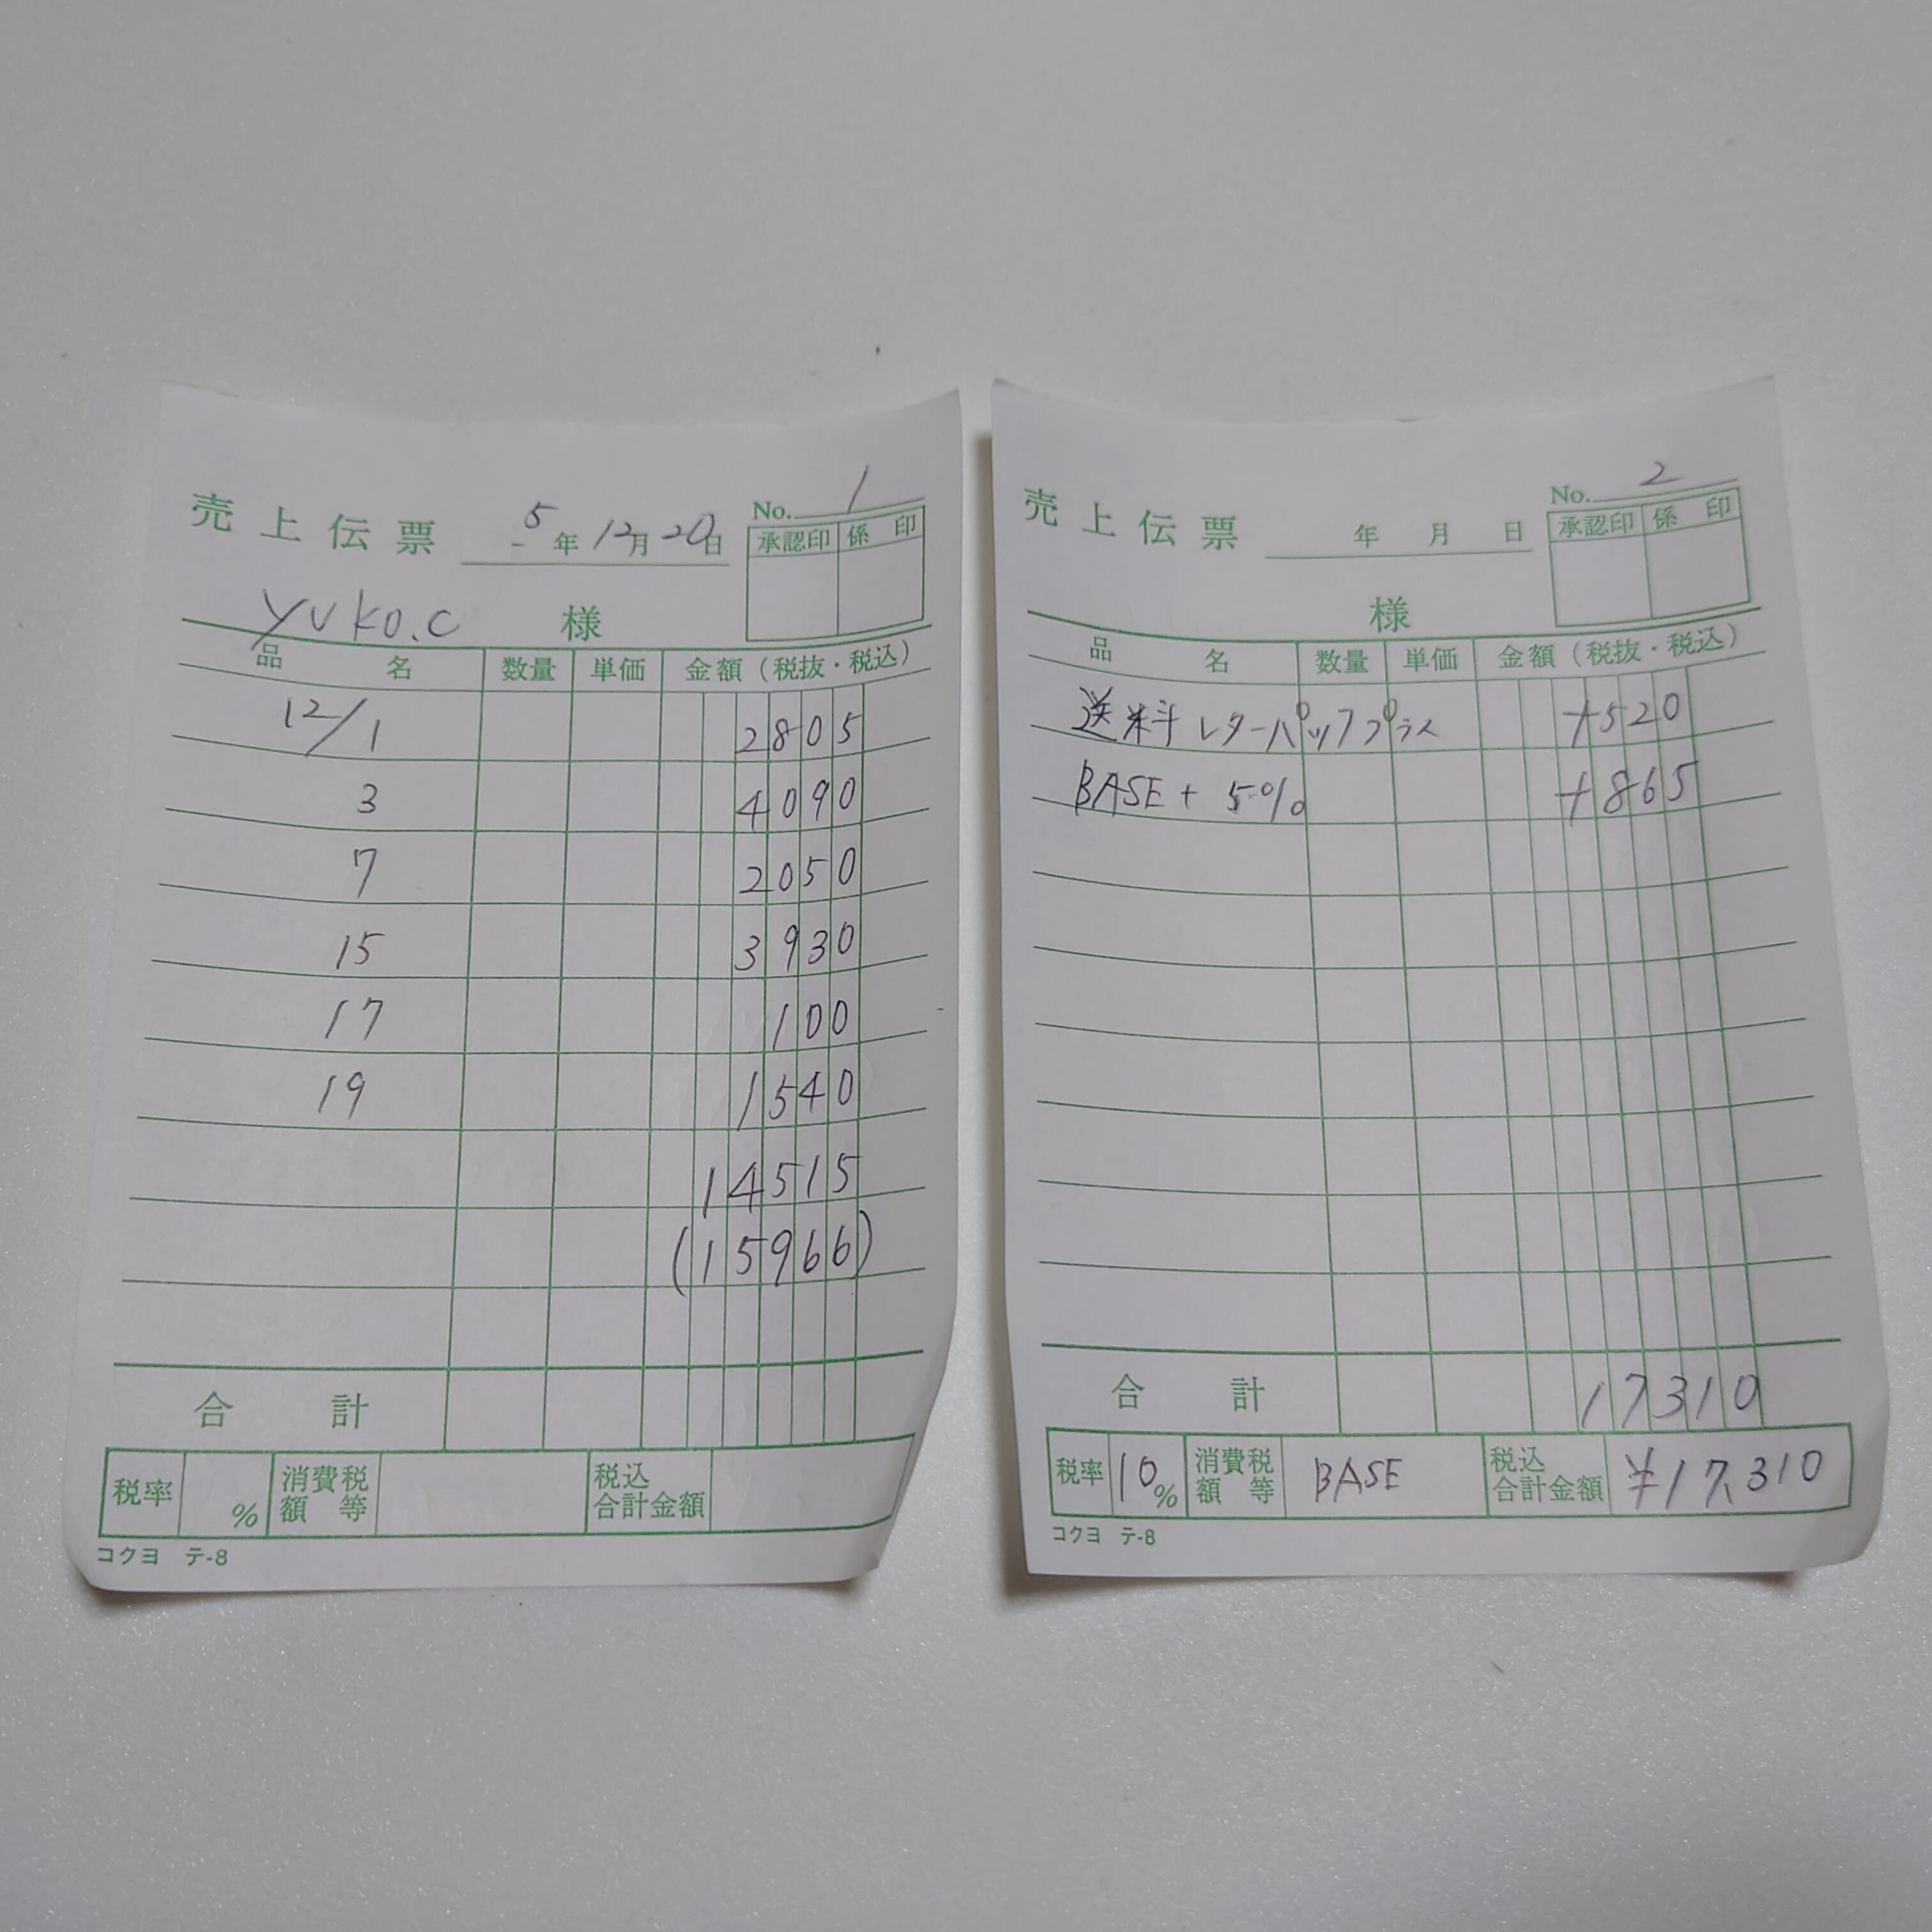 売上伝票 5年12月20日 No. 1
承認印 係印
yuko.c 様
品名 数量 単価 金額（税抜・税込）
12/1 2805
3 4090
7 2050
15 3930
17 100
19 1540
14515
(15966)
合計
税率 % 消費税額等 税込合計金額
コクヨ テ-8
売上伝票 年 月 日 No. 2
承認印 係印
様
品名 数量 単価 金額（税抜・税込）
送料 レターパックプラス +520
BASE + 5% +865
合計 17310
税率 10% 消費税額等 BASE 税込合計金額 ¥17,310
コクヨ テ-8